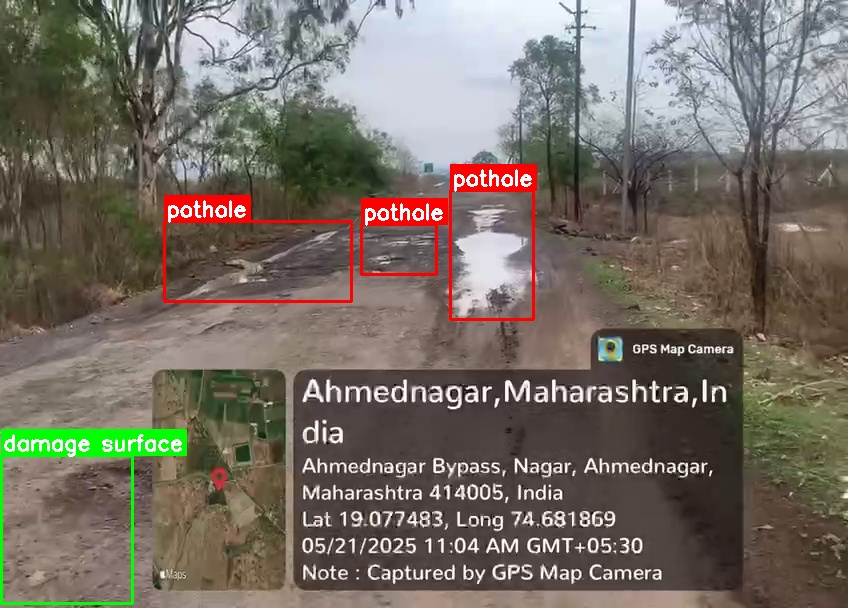 pothole
pothole
pothole
GPS Map Camera
Ahmednagar,Maharashtra,In
dia
Ahmednagar Bypass, Nagar, Ahmednagar,
Maharashtra 414005, India
Lat 19.077483, Long 74.681869
05/21/2025 11:04 AM GMT+05:30
Note : Captured by GPS Map Camera
damage surface
Maps